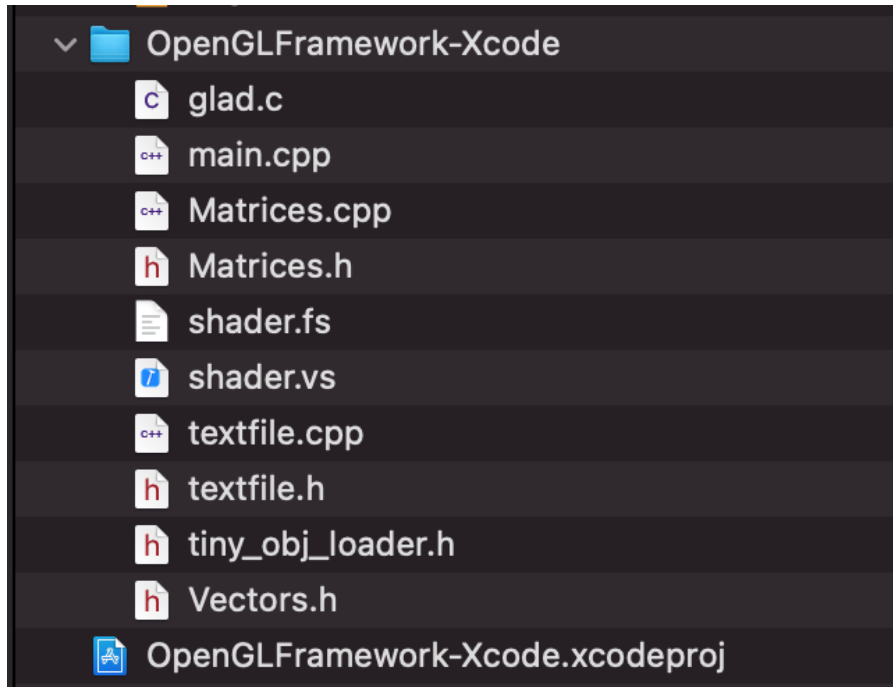 OpenGLFramework-Xcode
C glad.c
c++ main.cpp
c++ Matrices.cpp
h Matrices.h
shader.fs
shader.vs
c++ textfile.cpp
h textfile.h
h tiny_obj_loader.h
h Vectors.h
OpenGLFramework-Xcode.xcodeproj